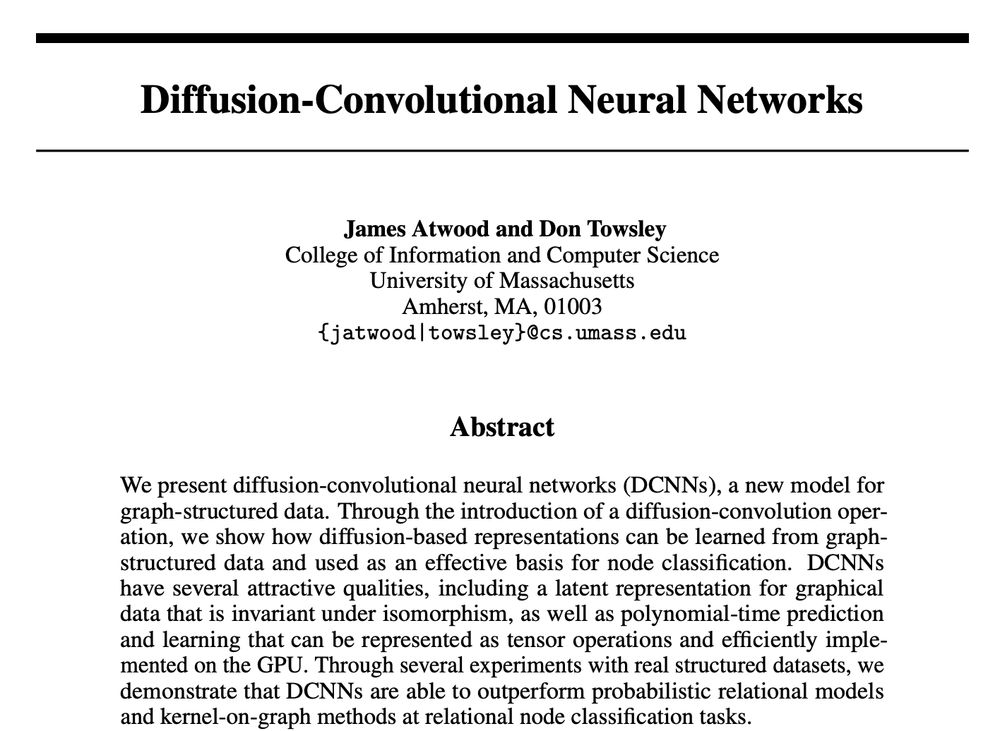 Diffusion-Convolutional Neural Networks
James Atwood and Don Towsley
College of Information and Computer Science
University of Massachusetts
Amherst, MA, 01003
{jatwood|towsley}@cs.umass.edu
Abstract
We present diffusion-convolutional neural networks (DCNNs), a new model for
graph-structured data. Through the introduction of a diffusion-convolution oper-
ation, we show how diffusion-based representations can be learned from graph-
structured data and used as an effective basis for node classification. DCNNs
have several attractive qualities, including a latent representation for graphical
data that is invariant under isomorphism, as well as polynomial-time prediction
and learning that can be represented as tensor operations and efficiently imple-
mented on the GPU. Through several experiments with real structured datasets, we
demonstrate that DCNNs are able to outperform probabilistic relational models
and kernel-on-graph methods at relational node classification tasks.